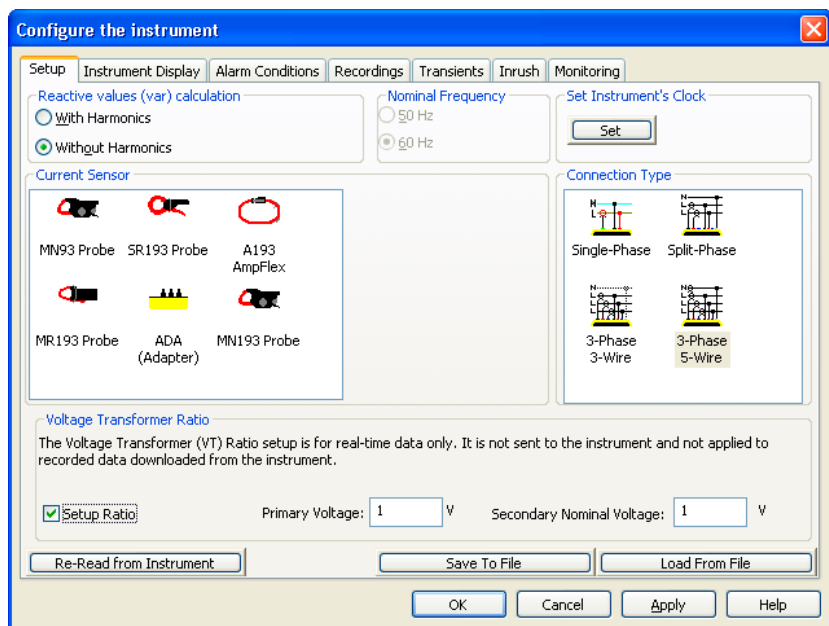 Configure the instrument
Setup
Instrument Display
Alarm Conditions
Recordings
Transients
Inrush
Monitoring
Reactive values (var) calculation
With Harmonics
Without Harmonics
Nominal Frequency
50 Hz
60 Hz
Set Instrument's Clock
Set
Current Sensor
MN93 Probe
SR193 Probe
A193
AmpFlex
MR193 Probe
ADA
(Adapter)
MN193 Probe
Connection Type
Single-Phase
Split-Phase
3-Phase
3-Wire
3-Phase
5-Wire
Voltage Transformer Ratio
The Voltage Transformer (VT) Ratio setup is for real-time data only. It is not sent to the instrument and not applied to
recorded data downloaded from the instrument.
Setup Ratio
Primary Voltage: 1 V
Secondary Nominal Voltage: 1 V
Re-Read from Instrument
Save To File
Load From File
OK
Cancel
Apply
Help